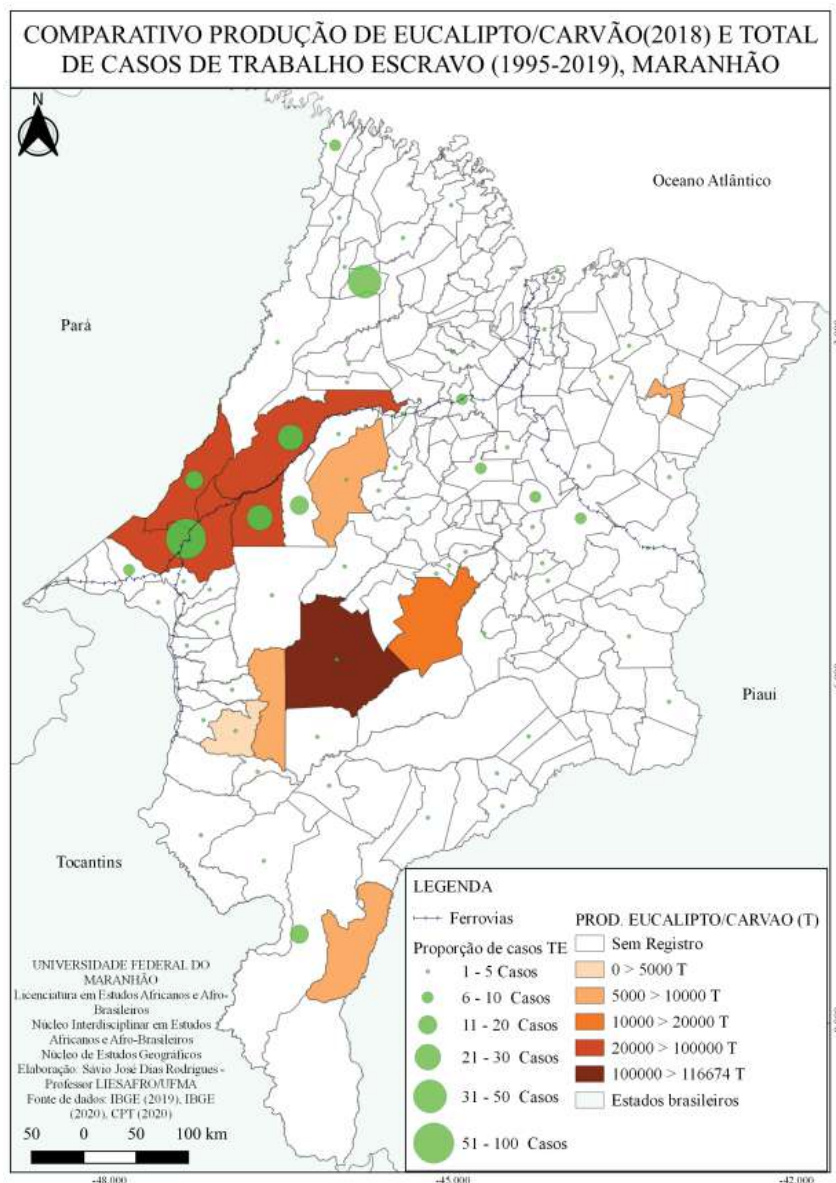 COMPARATIVO PRODUÇÃO DE EUCALIPTO/CARVÃO(2018) E TOTAL
DE CASOS DE TRABALHO ESCRAVO (1995-2019), MARANHÃO
N
Oceano Atlântico
Pará
Piauí
Tocantins
LEGENDA
Ferrovias
Proporção de casos TE
1 - 5 Casos
6 - 10 Casos
11 - 20 Casos
21 - 30 Casos
31 - 50 Casos
51 - 100 Casos
PROD. EUCALIPTO/CARVAO (T)
Sem Registro
0 > 5000 T
5000 > 10000 T
10000 > 20000 T
20000 > 100000 T
100000 > 116674 T
Estados brasileiros
UNIVERSIDADE FEDERAL DO
MARANHÃO
Licenciatura em Estudos Africanos e Afro-
Brasileiros
Núcleo Interdisciplinar em Estudos
Africanos e Afro-Brasileiros
Núcleo de Estudos Geográficos
Elaboração: Sávio José Dias Rodrigues -
Professor LIESAFRO/UFMA
Fonte de dados: IBGE (2019), IBGE
(2020), CPT (2020)
50 0 50 100 km
-48.000 -45.000 -42.000